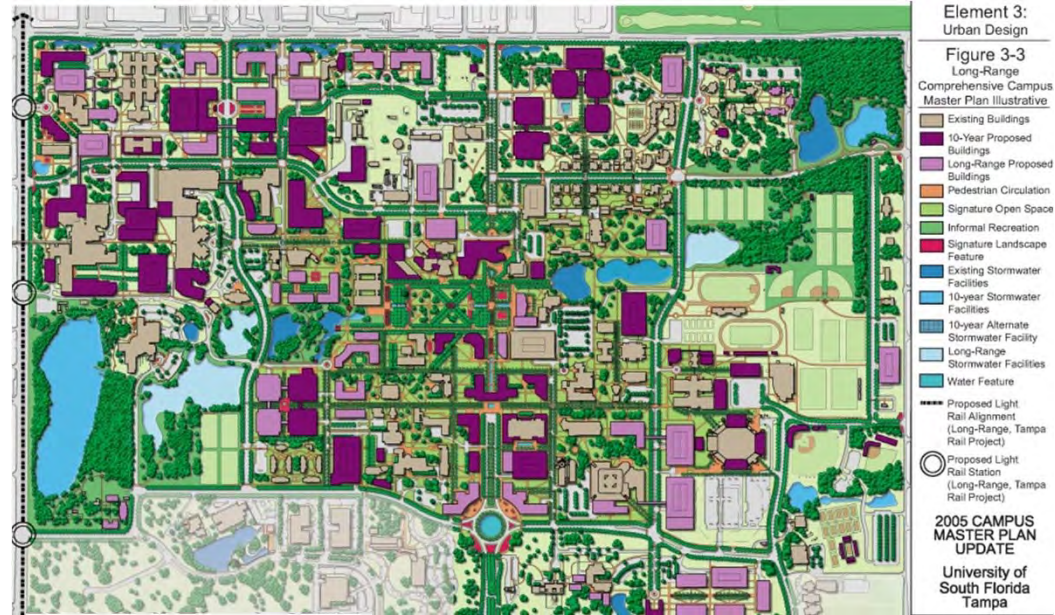 Element 3:
Urban Design
Figure 3-3
Long-Range
Comprehensive Campus
Master Plan Illustrative
Existing Buildings
10-Year Proposed
Buildings
Long-Range Proposed
Buildings
Pedestrian Circulation
Signature Open Space
Informal Recreation
Signature Landscape
Feature
Existing Stormwater
Facilities
10-year Stormwater
Facilities
10-year Alternate
Stormwater Facility
Long-Range
Stormwater Facilities
Water Feature
Proposed Light
Rail Alignment
(Long-Range, Tampa
Rail Project)
Proposed Light
Rail Station
(Long-Range, Tampa
Rail Project)
2005 CAMPUS
MASTER PLAN
UPDATE
University of
South Florida
Tampa